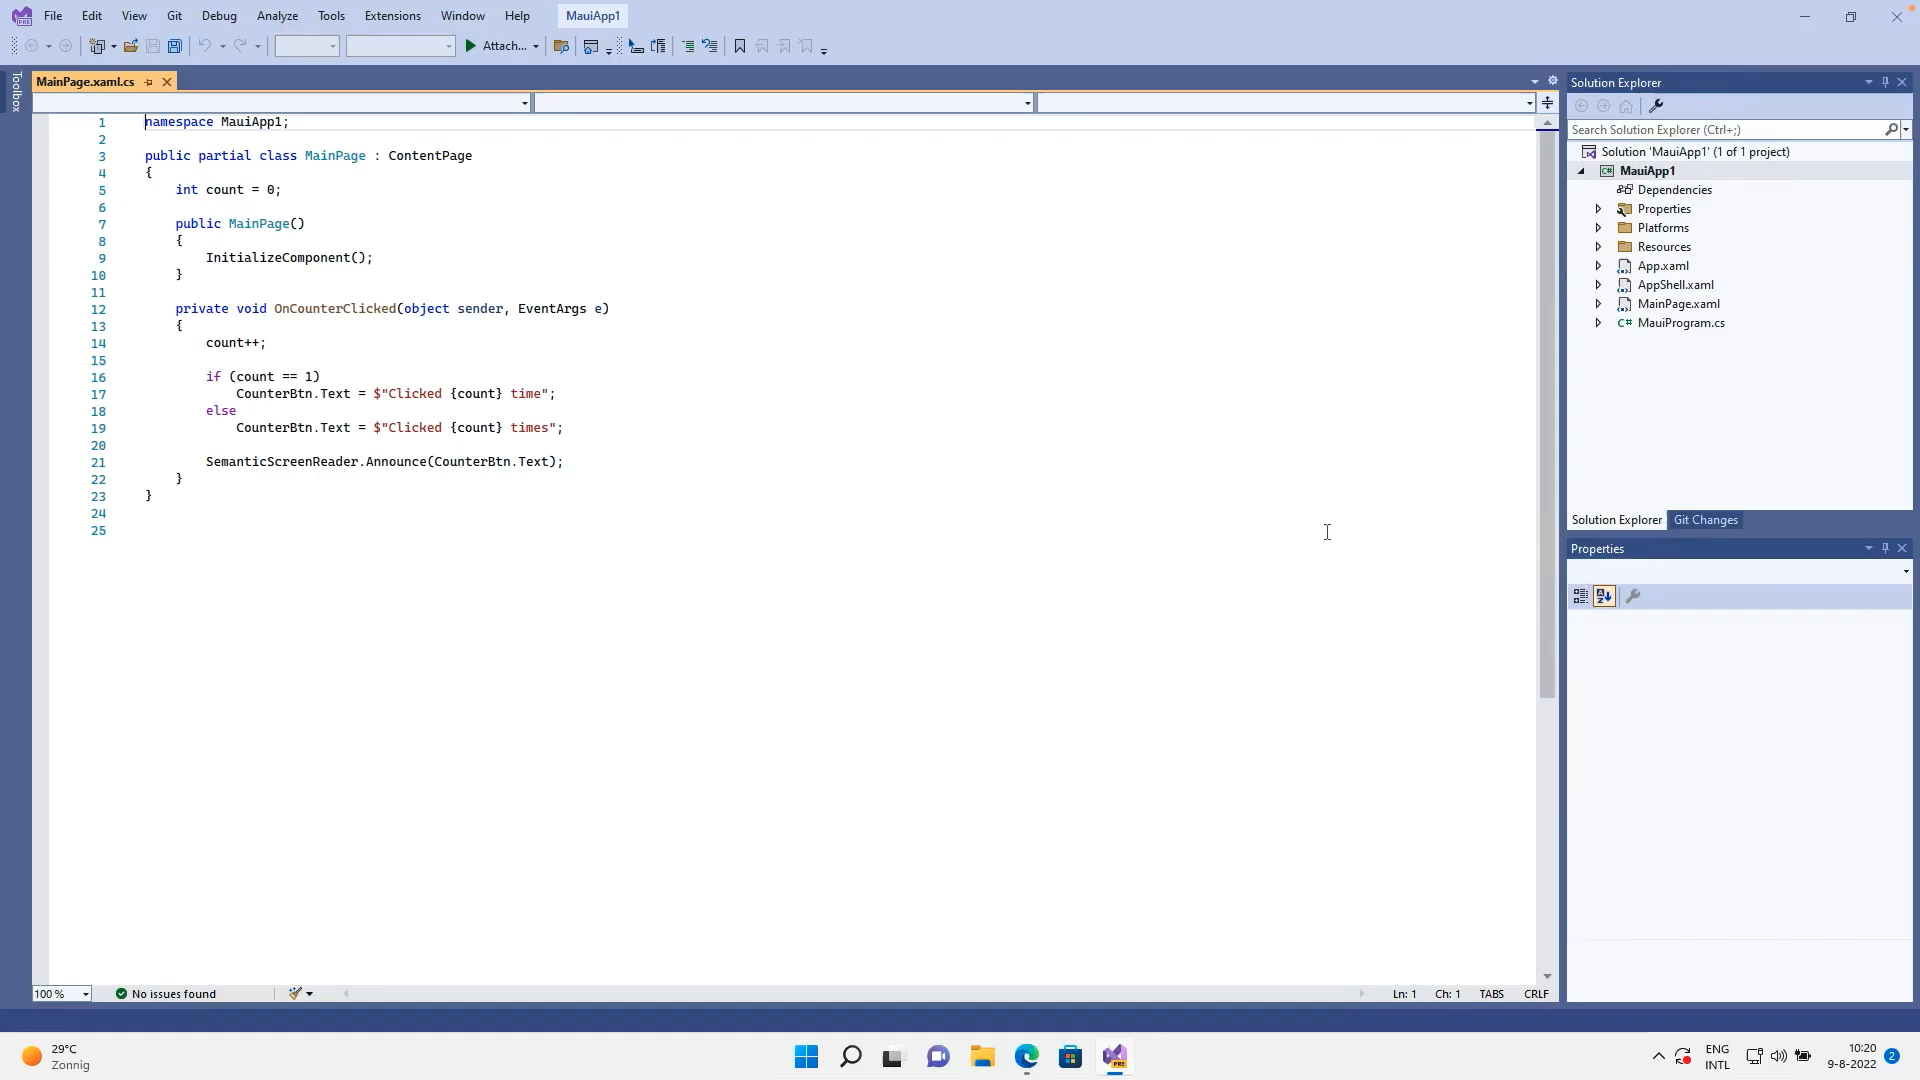 File Edit View Git Debug Analyze Tools Extensions Window Help MauiApp1
Attach...
Toolbox
MainPage.xaml.cs
1 namespace MauiApp1;
2
3 public partial class MainPage : ContentPage
4 {
5 int count = 0;
6
7 public MainPage()
8 {
9 InitializeComponent();
10 }
11
12 private void OnCounterClicked(object sender, EventArgs e)
13 {
14 count++;
15
16 if (count == 1)
17 CounterBtn.Text = $"Clicked {count} time";
18 else
19 CounterBtn.Text = $"Clicked {count} times";
20
21 SemanticScreenReader.Announce(CounterBtn.Text);
22 }
23 }
24
25
100 % No issues found Ln: 1 Ch: 1 TABS CRLF
Solution Explorer
Search Solution Explorer (Ctrl+;)
Solution 'MauiApp1' (1 of 1 project)
C# MauiApp1
Dependencies
Properties
Platforms
Resources
App.xaml
AppShell.xaml
MainPage.xaml
C# MauiProgram.cs
Solution Explorer Git Changes
Properties
29°C
Zonnig
PRE
ENG
INTL
10:20
9-8-2022
2